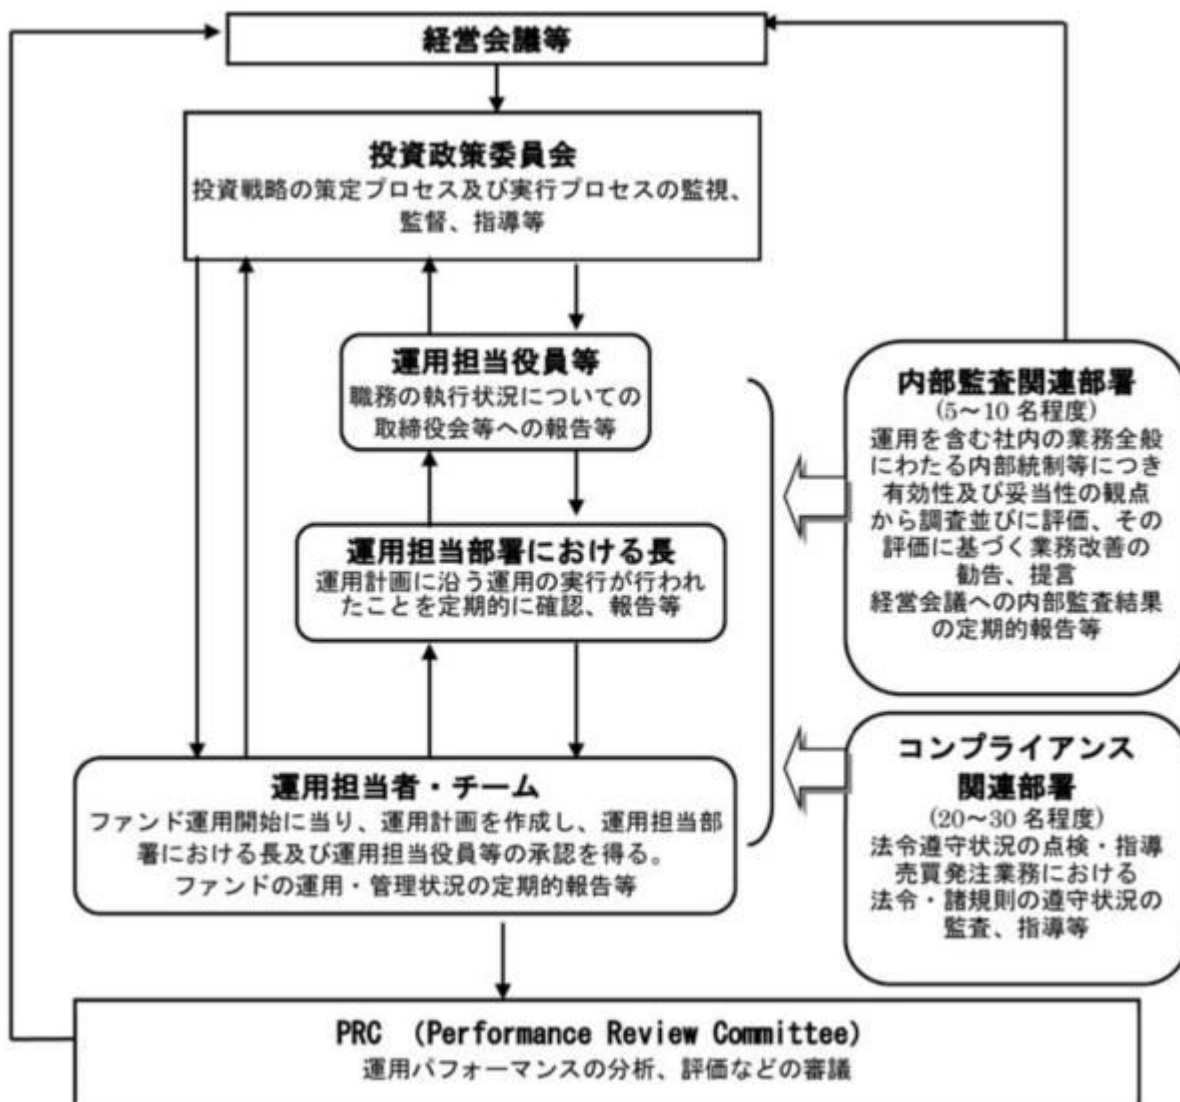 経営会議等
投資政策委員会
投資戦略の策定プロセス及び実行プロセスの監視、
監督、指導等
運用担当役員等
職務の執行状況についての
取締役会等への報告等
運用担当部署における長
運用計画に沿う運用の実行が行われ
たことを定期的に確認、報告等
運用担当者・チーム
ファンド運用開始に当り、運用計画を作成し、運用担当部
署における長及び運用担当役員等の承認を得る。
ファンドの運用・管理状況の定期的報告等
内部監査関連部署
(5～10 名程度)
運用を含む社内の業務全般
にわたる内部統制等につき
有効性及び妥当性の観点
から調査並びに評価、その
評価に基づく業務改善の
勧告、提言
経営会議への内部監査結果
の定期的報告等
コンプライアンス
関連部署
(20～30 名程度)
法令遵守状況の点検・指導
売買発注業務における
法令・諸規則の遵守状況の
監査、指導等
PRC （Performance Review Committee）
運用パフォーマンスの分析、評価などの審議